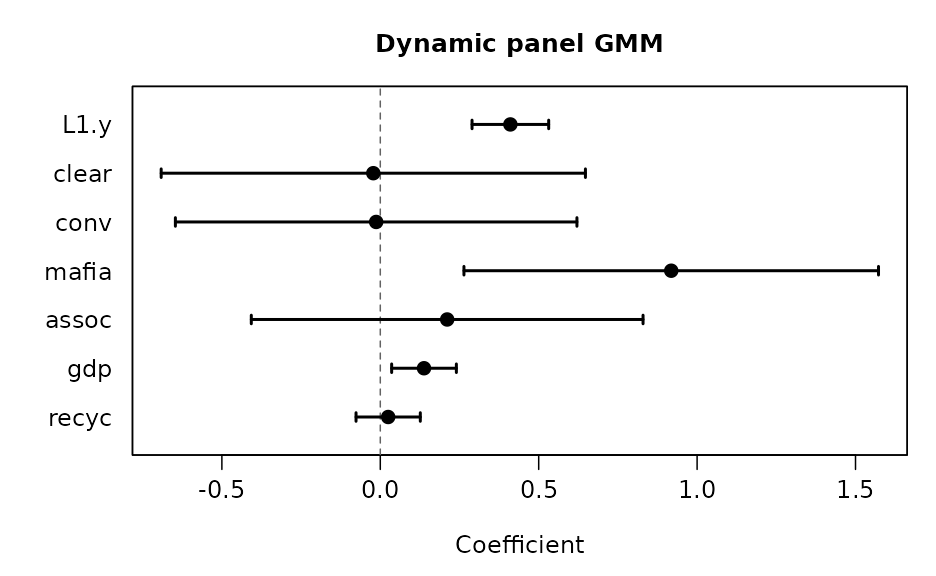 Dynamic panel GMM
L1.y
clear
conv
mafia
assoc
gdp
recyc
-0.5 0.0 0.5 1.0 1.5
Coefficient